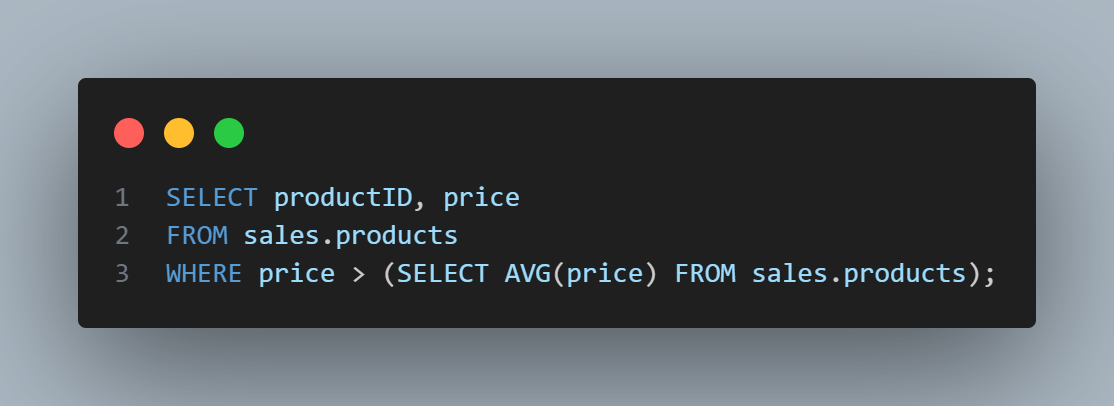 1 SELECT productID, price
2 FROM sales.products
3 WHERE price > (SELECT AVG(price) FROM sales.products);